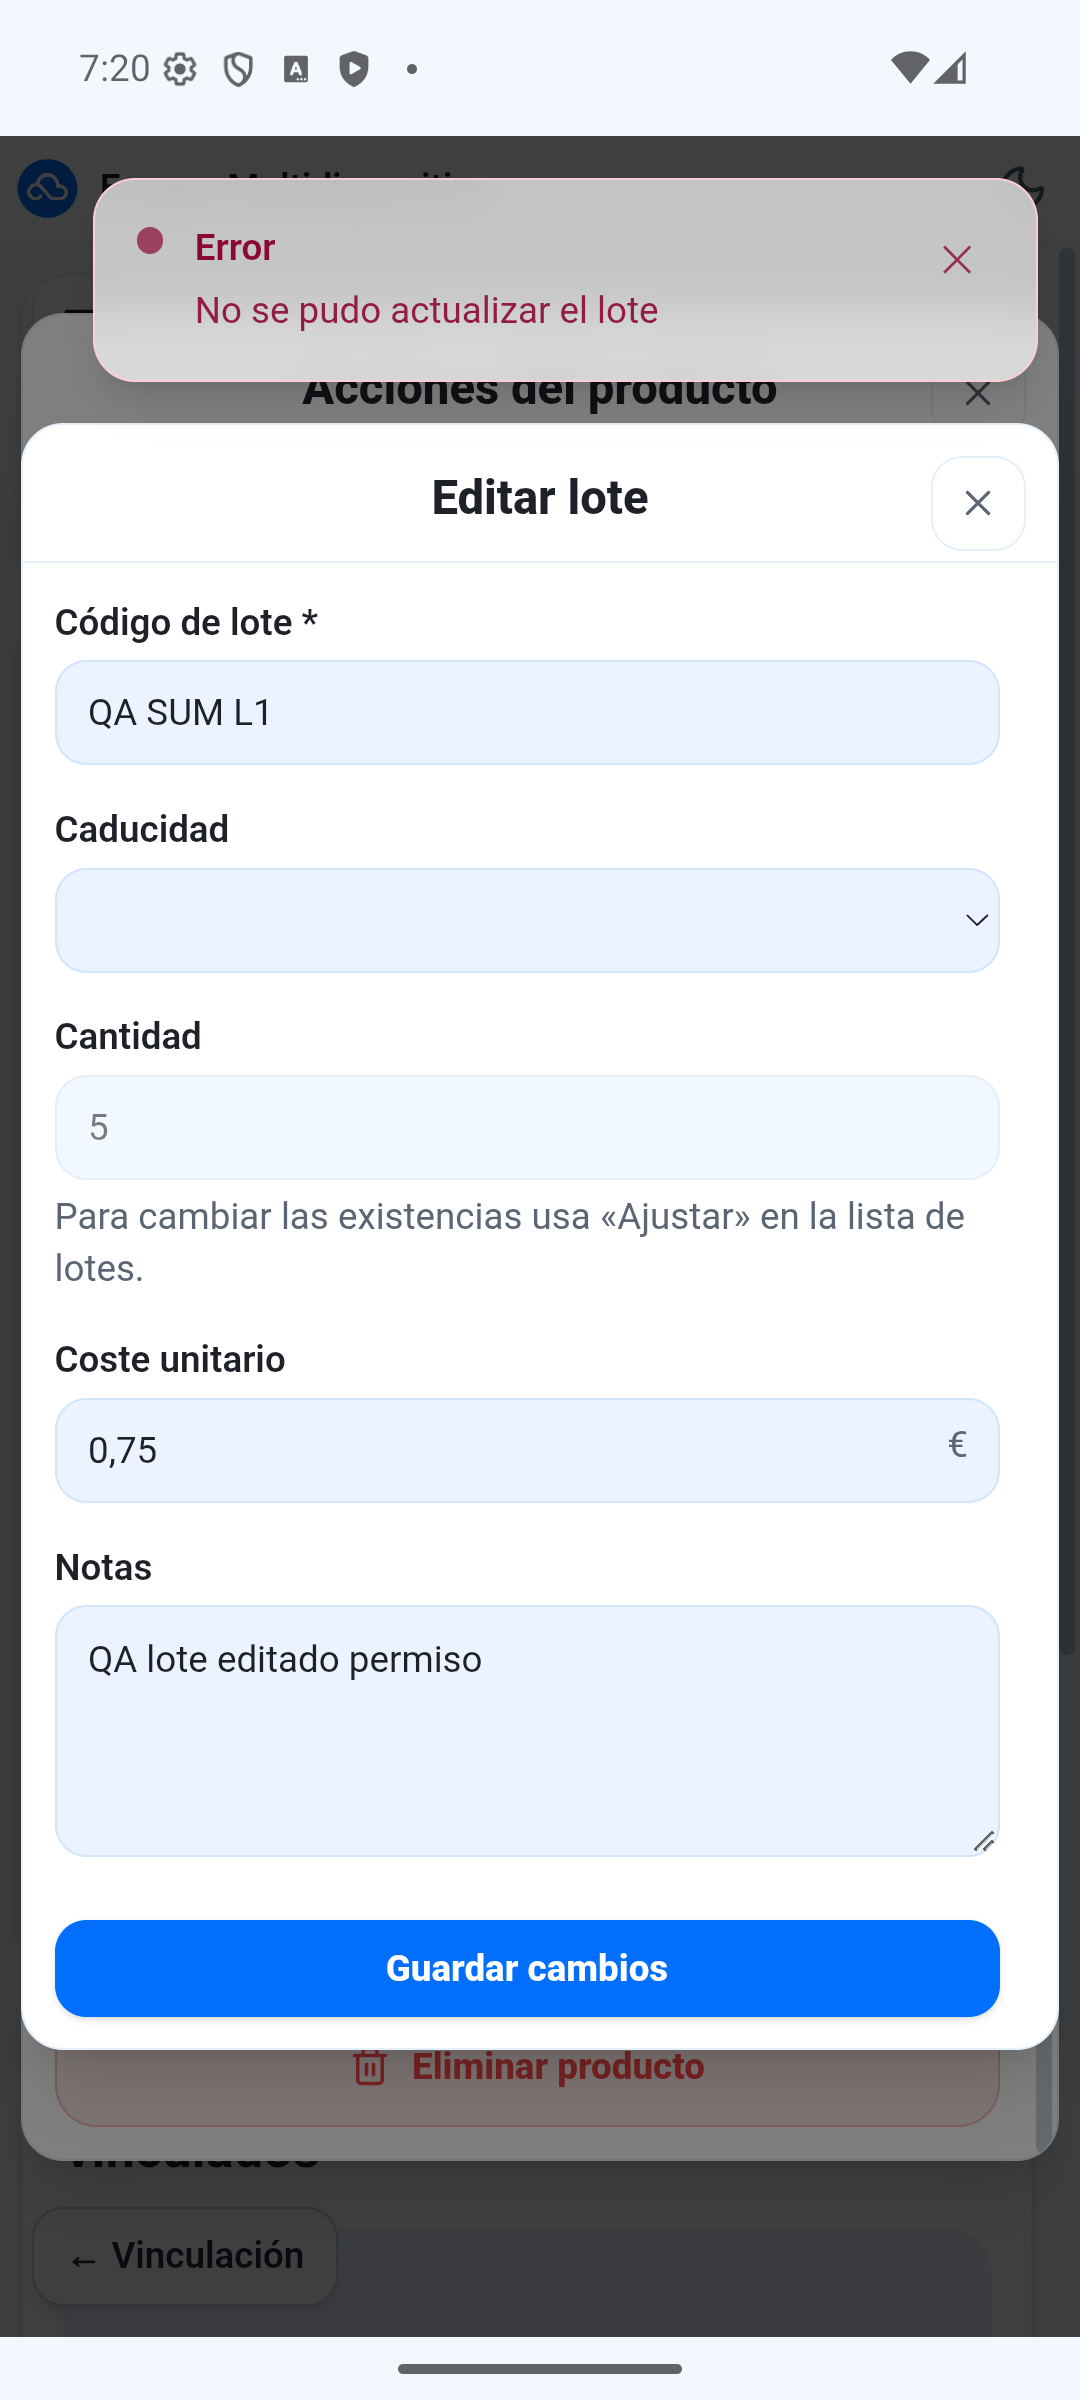 7:20
Error
No se pudo actualizar el lote
Acciones del producto
Editar lote
Código de lote *
QA SUM L1
Caducidad
Cantidad
5
Para cambiar las existencias usa «Ajustar» en la lista de
lotes.
Coste unitario
0,75
€
Notas
QA lote editado permiso
Guardar cambios
Eliminar producto
← Vinculación